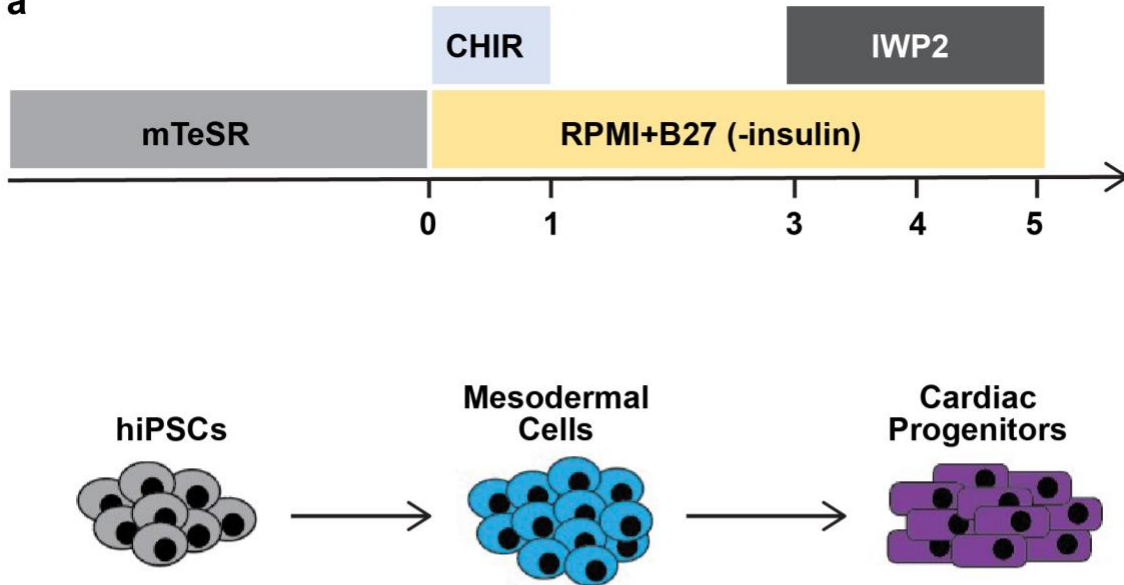 a
CHIR
IWP2
mTeSR
RPMI+B27 (-insulin)
0
1
3
4
5
hiPSCs
Mesodermal
Cells
Cardiac
Progenitors